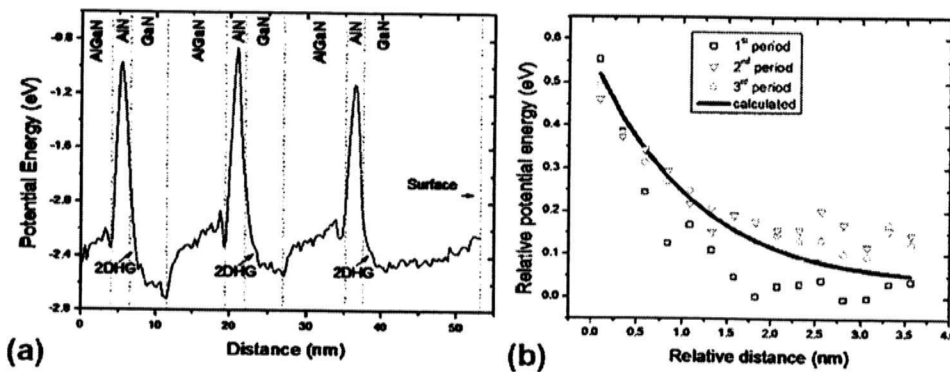 AlGaN
AlN
GaN
AlGaN
AlN
GaN
AlGaN
AlN
GaN
-0.8
-1.2
-1.6
-2.0
-2.4
-2.8
Potential Energy (eV)
2DHG
2DHG
2DHG
Surface
0
10
20
30
40
50
Distance (nm)
(a)
0.6
0.5
0.4
0.3
0.2
0.1
0.0
Relative potential energy (eV)
1st period
2nd period
3rd period
calculated
0.0
0.5
1.0
1.5
2.0
2.5
3.0
3.5
4.0
Relative distance (nm)
(b)